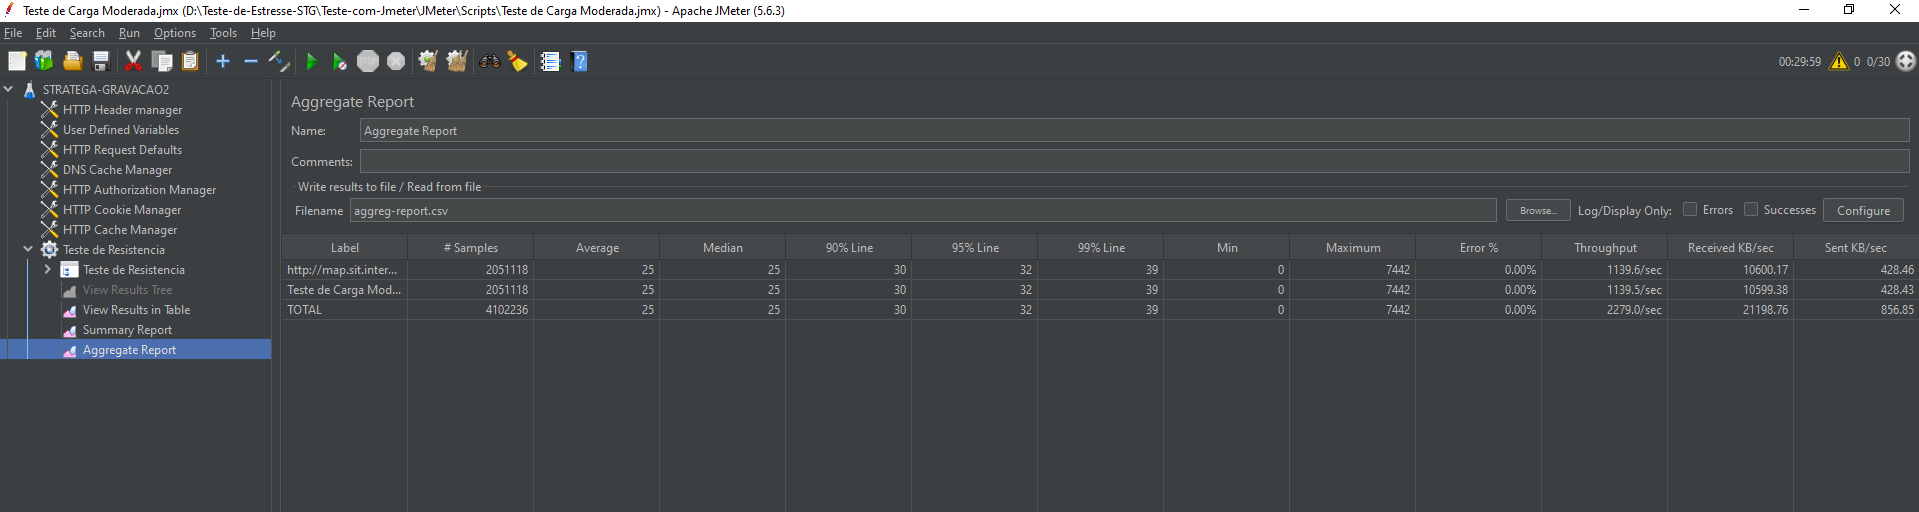 Teste de Carga Moderada.jmx (D:\Teste-de-Estresse-STG\Teste-com-Jmeter\JMeter\Scripts\Teste de Carga Moderada.jmx) - Apache JMeter (5.6.3)
File Edit Search Run Options Tools Help
STOP
00:29:59 0 0/30
STRATEGA-GRAVACAO2
HTTP Header manager
User Defined Variables
HTTP Request Defaults
DNS Cache Manager
HTTP Authorization Manager
HTTP Cookie Manager
HTTP Cache Manager
Teste de Resistencia
Teste de Resistencia
View Results Tree
View Results in Table
Summary Report
Aggregate Report
Aggregate Report
Name: Aggregate Report
Comments:
Write results to file / Read from file
Filename aggreg-report.csv Browse... Log/Display Only: Errors Successes Configure
Label # Samples Average Median 90% Line 95% Line 99% Line Min Maximum Error % Throughput Received KB/sec Sent KB/sec
http://map.sit.inter... 2051118 25 25 30 32 39 0 7442 0.00% 1139.6/sec 10600.17 428.46
Teste de Carga Mod... 2051118 25 25 30 32 39 0 7442 0.00% 1139.5/sec 10599.38 428.43
TOTAL 4102236 25 25 30 32 39 0 7442 0.00% 2279.0/sec 21198.76 856.85